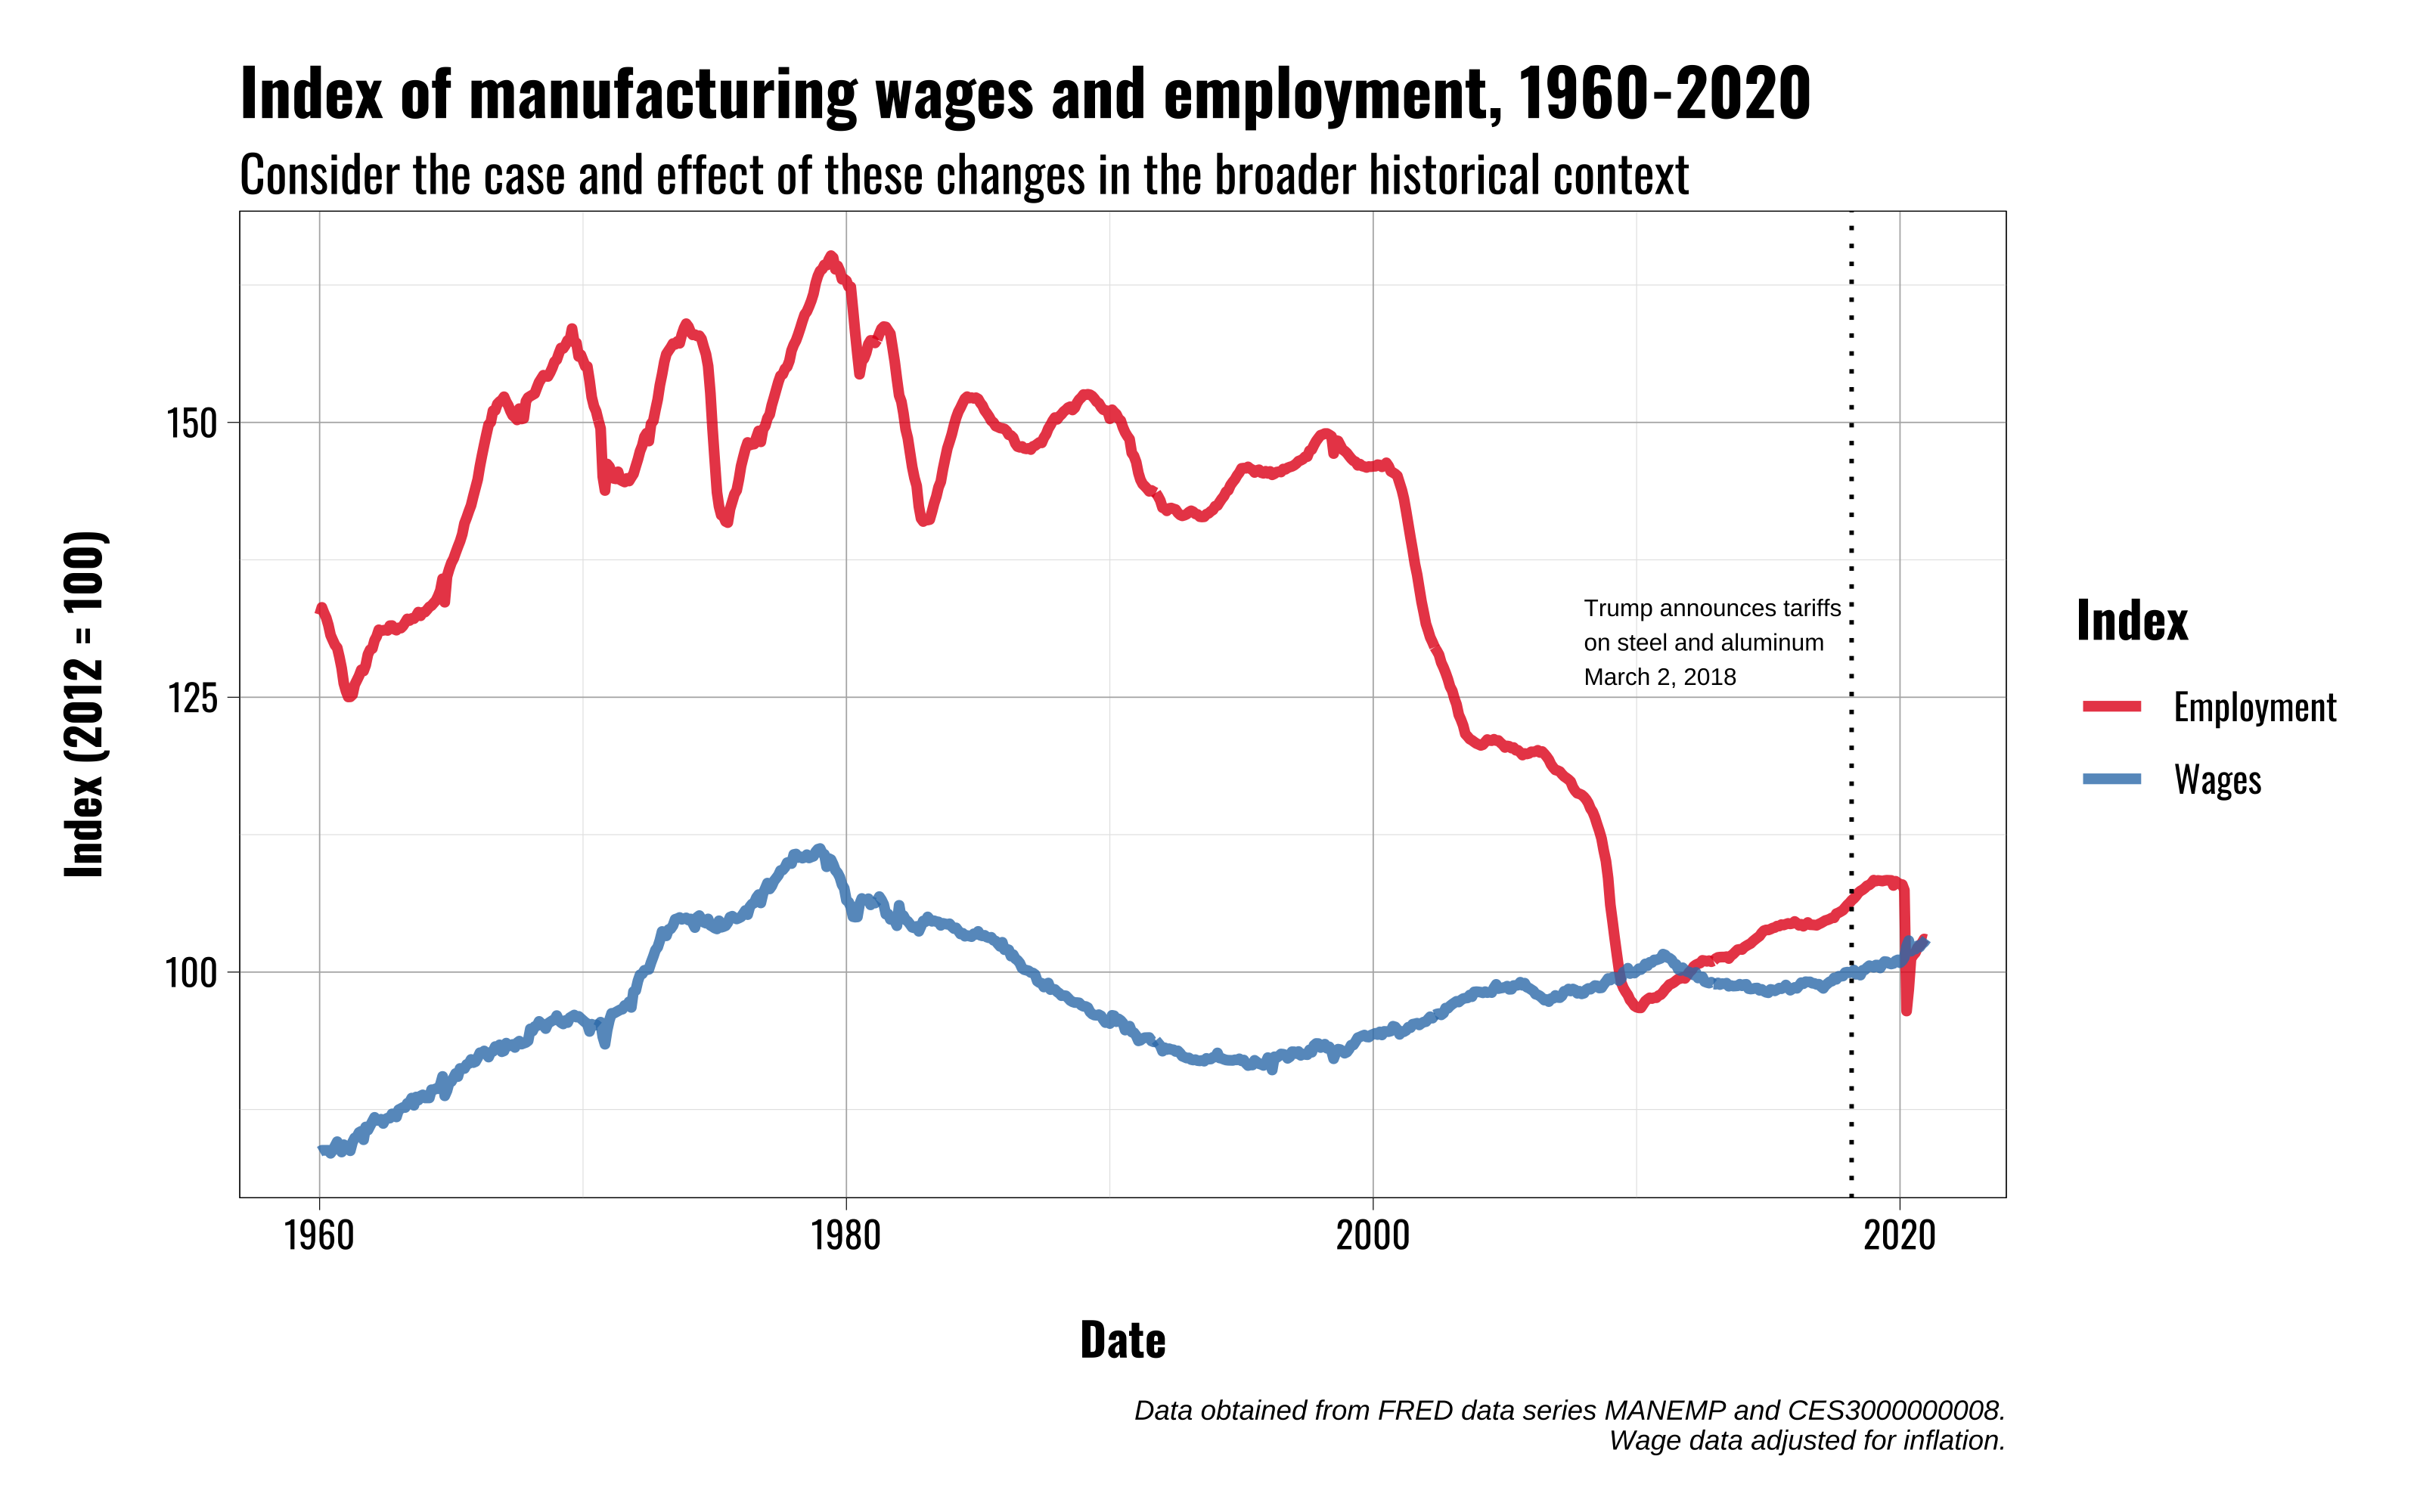 Index of manufacturing wages and employment, 1960-2020
Consider the case and effect of these changes in the broader historical context
Index (2012 = 100)
150
125
100
Trump announces tariffs
on steel and aluminum
March 2, 2018
Index
Employment
Wages
1960
1980
2000
2020
Date
Data obtained from FRED data series MANEMP and CES3000000008.
Wage data adjusted for inflation.